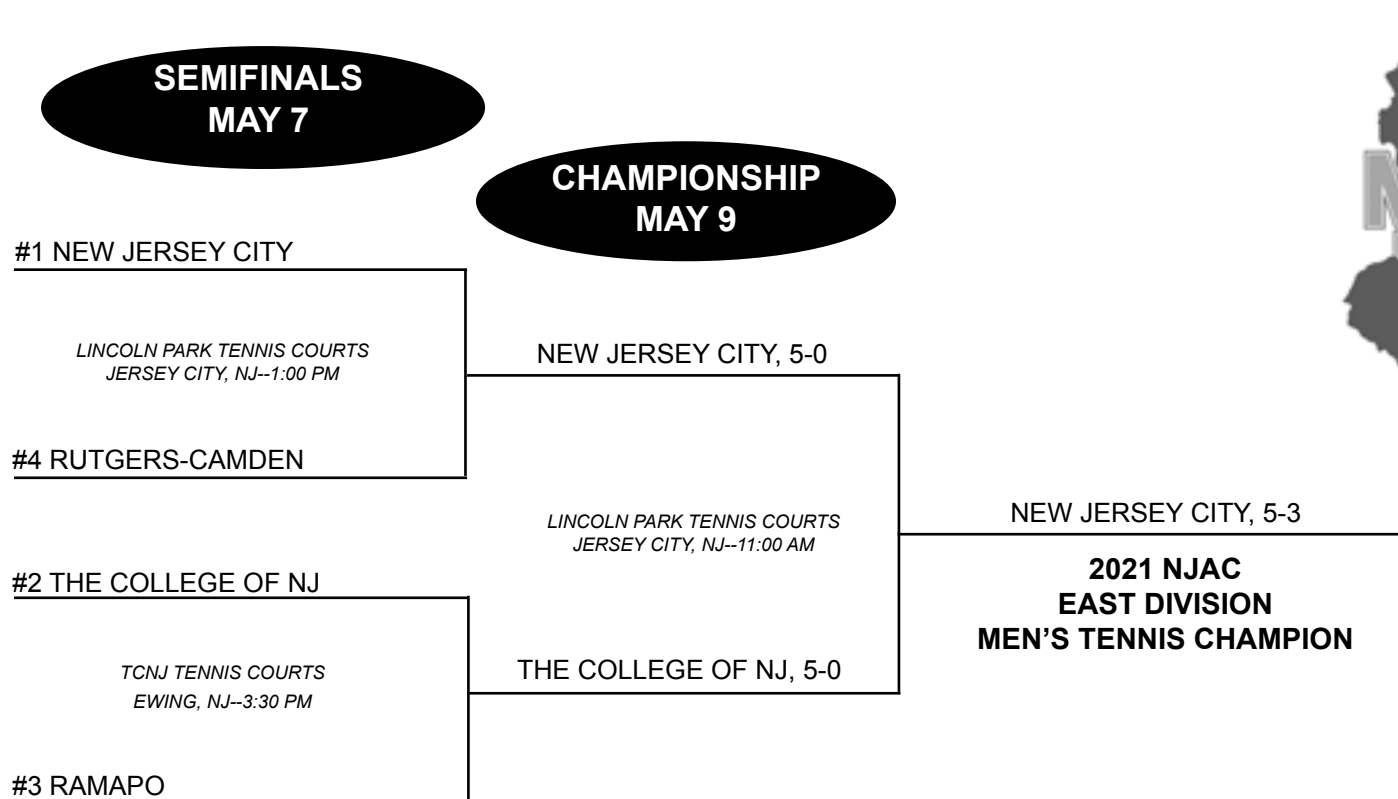 SEMIFINALS
MAY 7
CHAMPIONSHIP
MAY 9
#1 NEW JERSEY CITY
LINCOLN PARK TENNIS COURTS
JERSEY CITY, NJ--1:00 PM
NEW JERSEY CITY, 5-0
#4 RUTGERS-CAMDEN
LINCOLN PARK TENNIS COURTS
JERSEY CITY, NJ--11:00 AM
NEW JERSEY CITY, 5-3
2021 NJAC
EAST DIVISION
MEN'S TENNIS CHAMPION
#2 THE COLLEGE OF NJ
TCNJ TENNIS COURTS
EWING, NJ--3:30 PM
THE COLLEGE OF NJ, 5-0
#3 RAMAPO